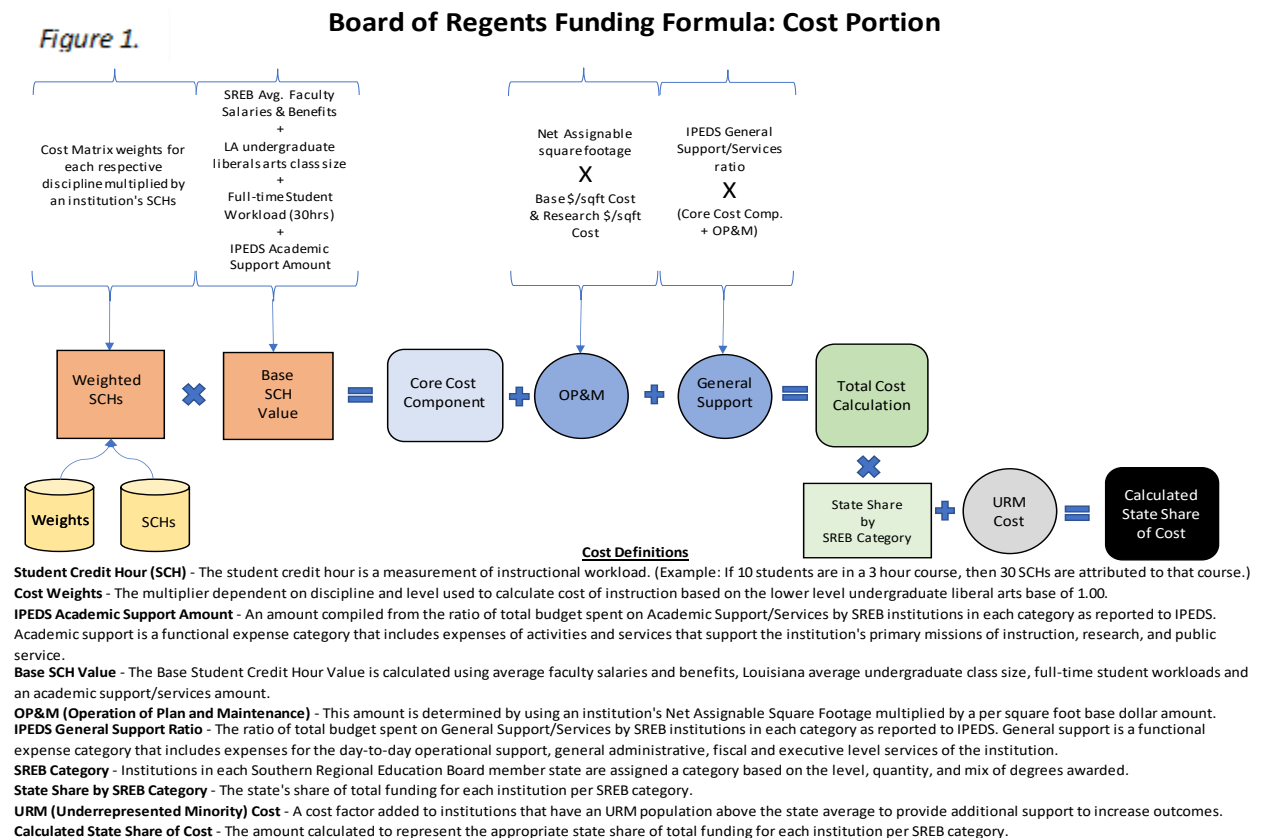 Board of Regents Funding Formula: Cost Portion
Figure 1.
Cost Matrix weights for
each respective
discipline multiplied by
an institution's SCHs
SREB Avg. Faculty
Salaries & Benefits
+
LA undergraduate
liberals arts class size
+
Full-time Student
Workload (30hrs)
+
IPEDS Academic
Support Amount
Net Assignable
square footage
X
Base $/sqft Cost
& Research $/sqft
Cost
IPEDS General
Support/Services
ratio
X
(Core Cost Comp.
+ OP&M)
Weighted
SCHs
Base
SCH
Value
Core Cost
Component
OP&M
General
Support
Total Cost
Calculation
Weights
SCHs
State Share
by
SREB Category
URM
Cost
Calculated
State Share
of Cost
Cost Definitions
Student Credit Hour (SCH) - The student credit hour is a measurement of instructional workload. (Example: If 10 students are in a 3 hour course, then 30 SCHs are attributed to that course.)
Cost Weights - The multiplier dependent on discipline and level used to calculate cost of instruction based on the lower level undergraduate liberal arts base of 1.00.
IPEDS Academic Support Amount - An amount compiled from the ratio of total budget spent on Academic Support/Services by SREB institutions in each category as reported to IPEDS.
Academic support is a functional expense category that includes expenses of activities and services that support the institution's primary missions of instruction, research, and public
service.
Base SCH Value - The Base Student Credit Hour Value is calculated using average faculty salaries and benefits, Louisiana average undergraduate class size, full-time student workloads and
an academic support/services amount.
OP&M (Operation of Plan and Maintenance) - This amount is determined by using an institution's Net Assignable Square Footage multiplied by a per square foot base dollar amount.
IPEDS General Support Ratio - The ratio of total budget spent on General Support/Services by SREB institutions in each category as reported to IPEDS. General support is a functional
expense category that includes expenses for the day-to-day operational support, general administrative, fiscal and executive level services of the institution.
SREB Category - Institutions in each Southern Regional Education Board member state are assigned a category based on the level, quantity, and mix of degrees awarded.
State Share by SREB Category - The state's share of total funding for each institution per SREB category.
URM (Underrepresented Minority) Cost - A cost factor added to institutions that have an URM population above the state average to provide additional support to increase outcomes.
Calculated State Share of Cost - The amount calculated to represent the appropriate state share of total funding for each institution per SREB category.